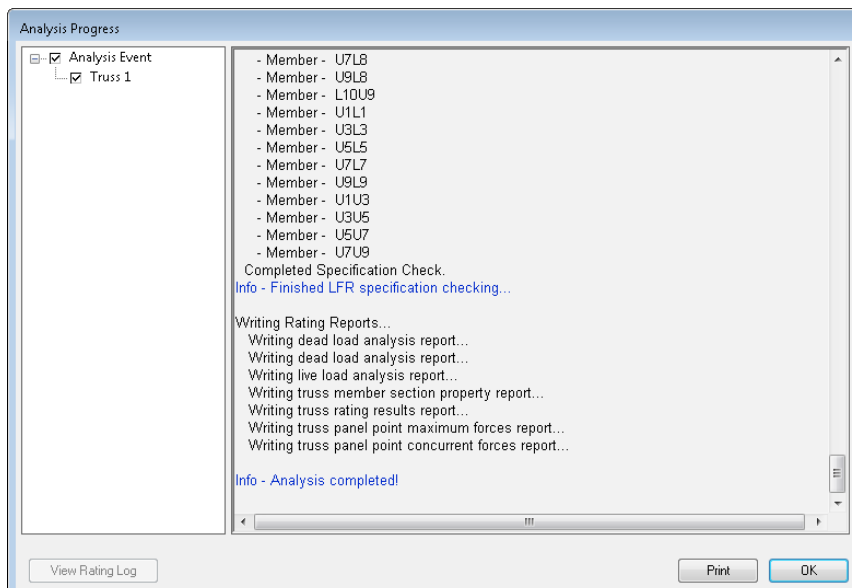 Analysis Progress
Analysis Event
Truss 1
- Member - U7L8
- Member - U9L8
- Member - L10U9
- Member - U1L1
- Member - U3L3
- Member - U5L5
- Member - U7L7
- Member - U9L9
- Member - U1U3
- Member - U3U5
- Member - U5U7
- Member - U7U9
Completed Specification Check.
Info - Finished LFR specification checking...
Writing Rating Reports...
Writing dead load analysis report...
Writing dead load analysis report...
Writing live load analysis report...
Writing truss member section property report...
Writing truss rating results report...
Writing truss panel point maximum forces report...
Writing truss panel point concurrent forces report...
Info - Analysis completed!
View Rating Log
Print
OK